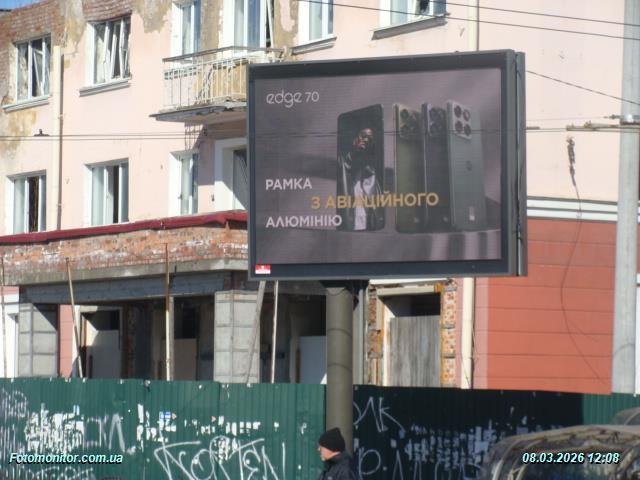 edge 70
РАМКА
З АВІАЦІЙНОГО
АЛЮМІНІЮ
Fotomonitor.com.ua
08.03.2026 12:08